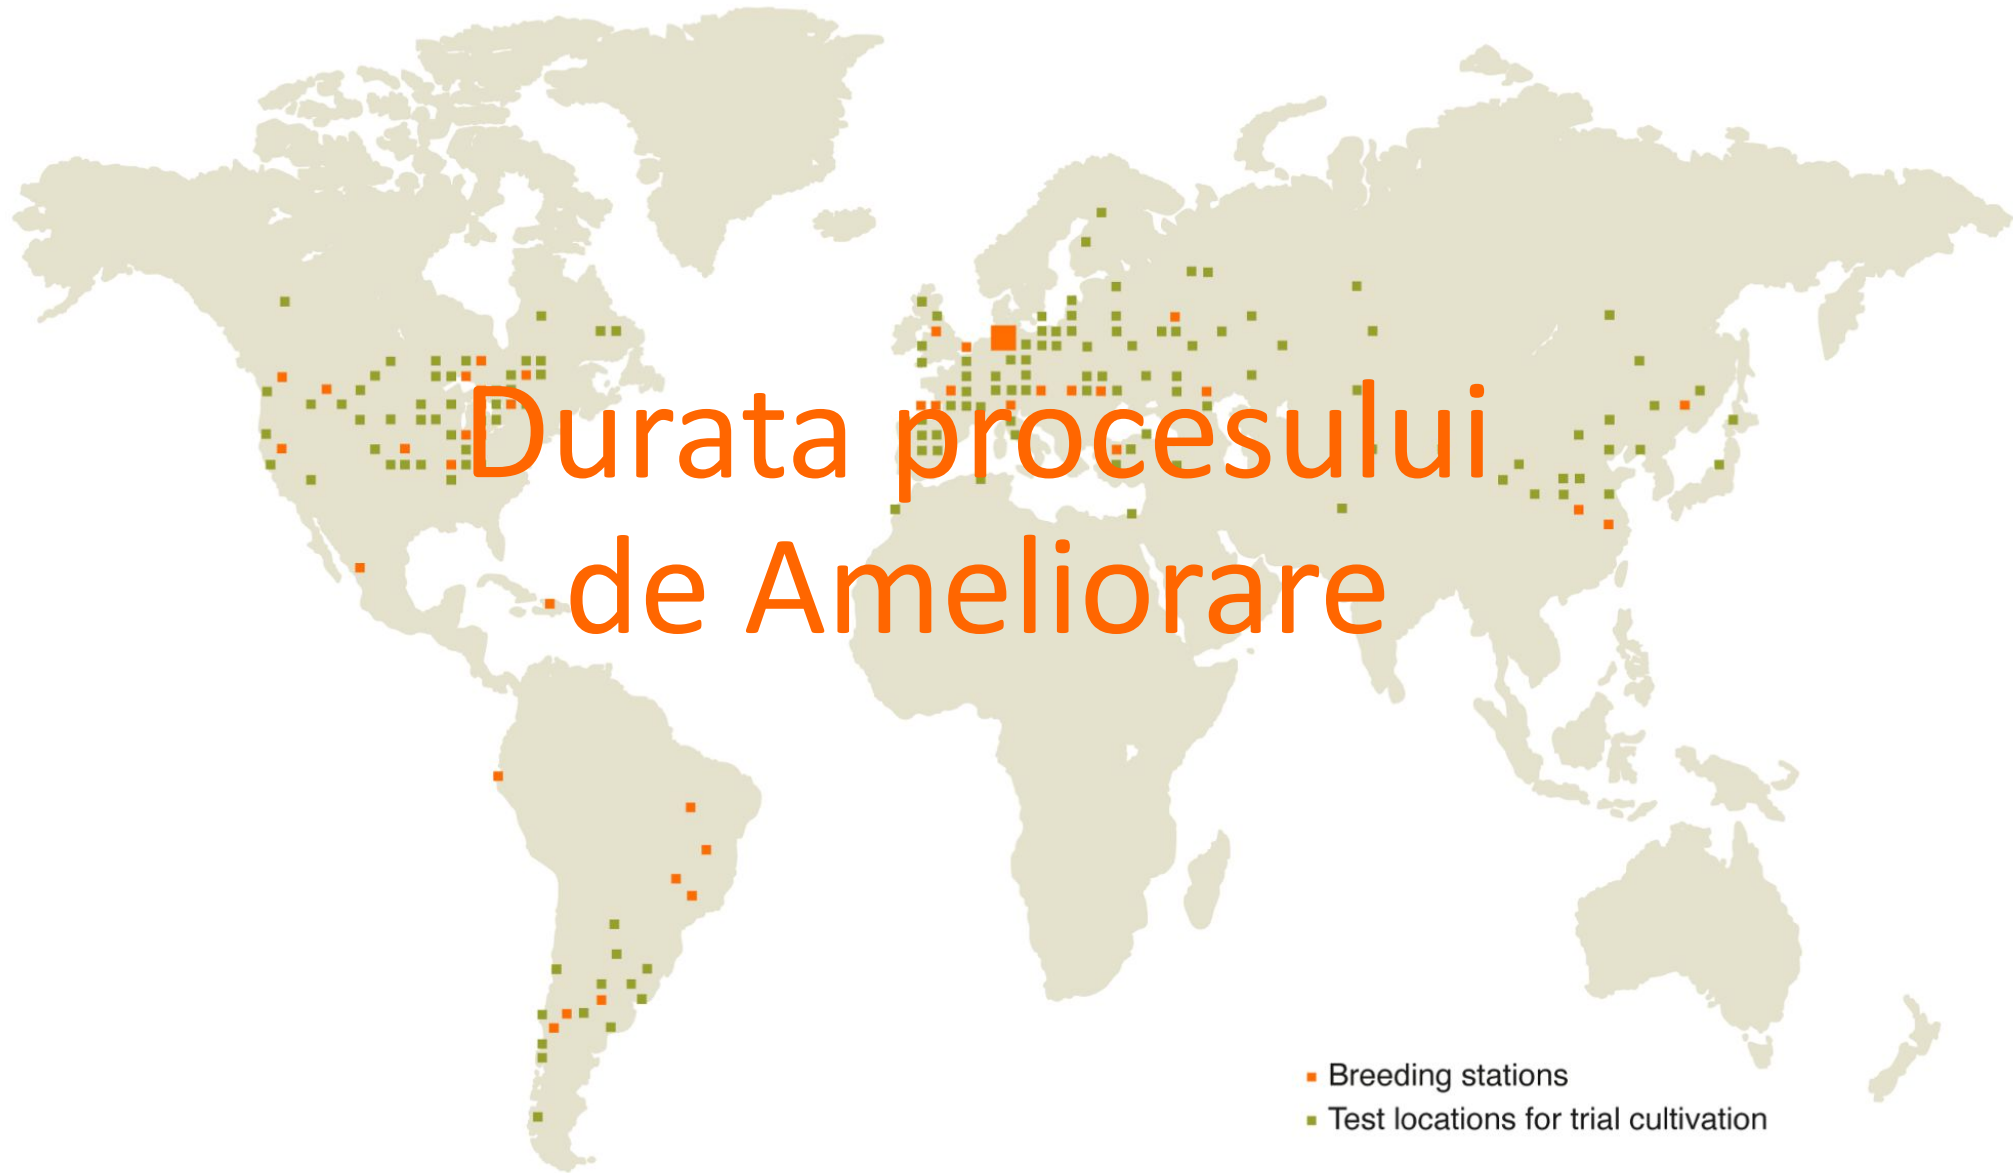 Durata procesului
de Ameliorare
Breeding stations
Test locations for trial cultivation